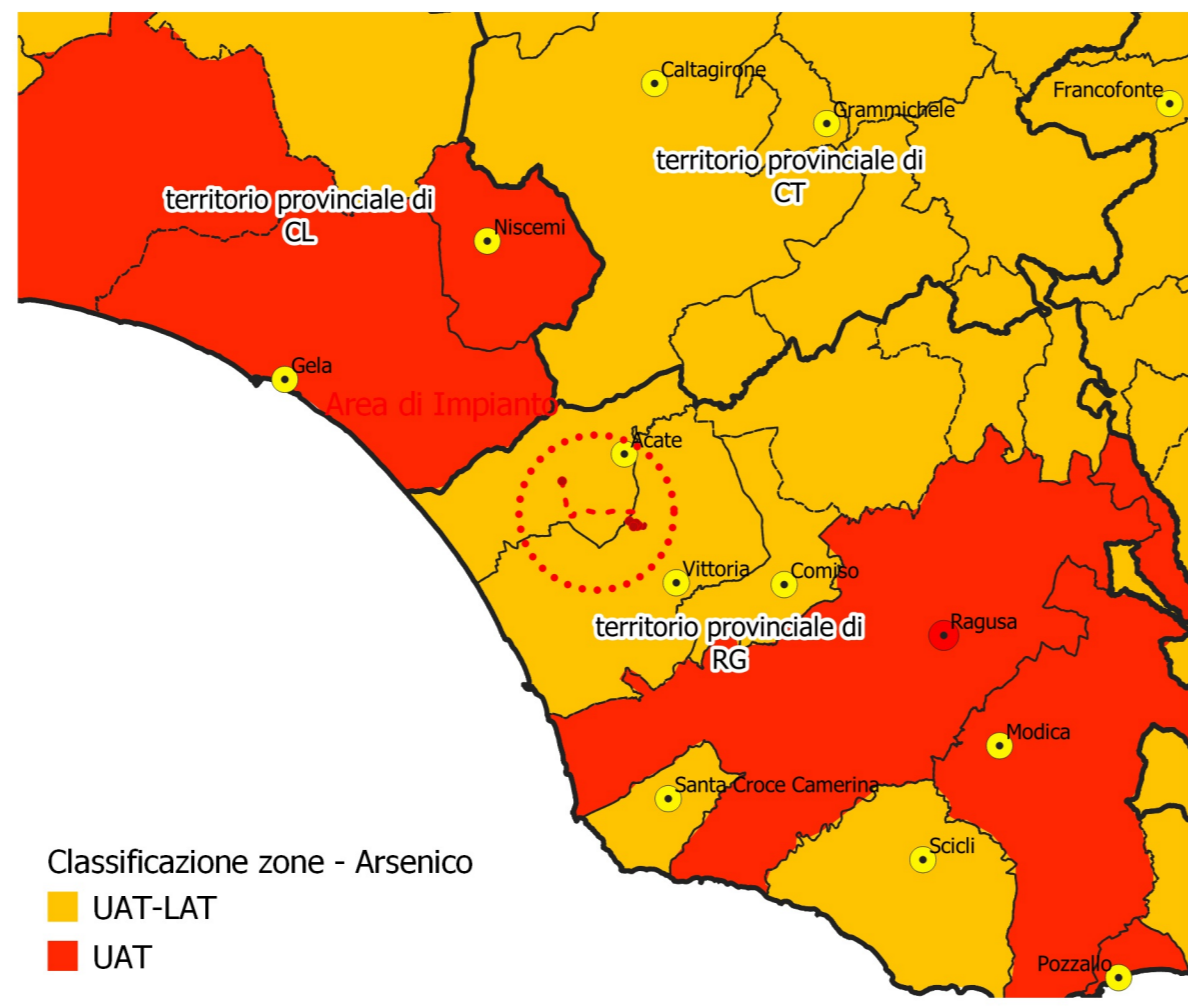 Caltagirone
Francofonte
Grammichele
territorio provinciale di
CT
territorio provinciale di
CL
Niscemi
Gela
Area di Impianto
Acate
Vittoria
Comiso
territorio provinciale di
RG
Ragusa
Modica
Santa Croce Camerina
Scicli
Pozzallo
Classificazione zone - Arsenico
UAT-LAT
UAT